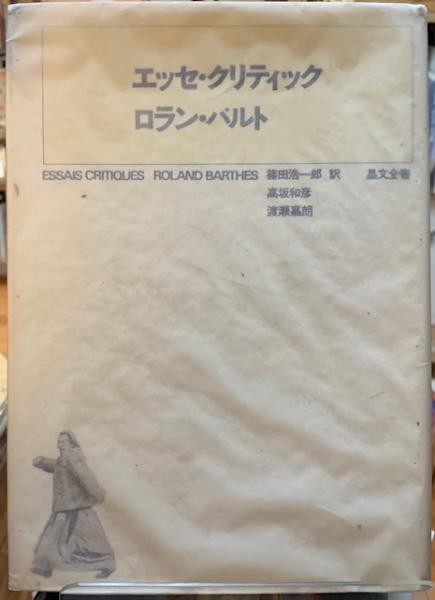 エッセ・クリティック
ロラン・バルト
ESSAIS CRITIQUES ROLAND BARTHES 篠田浩一郎 訳 晶文全書
高坂和彦
渡瀬嘉朗